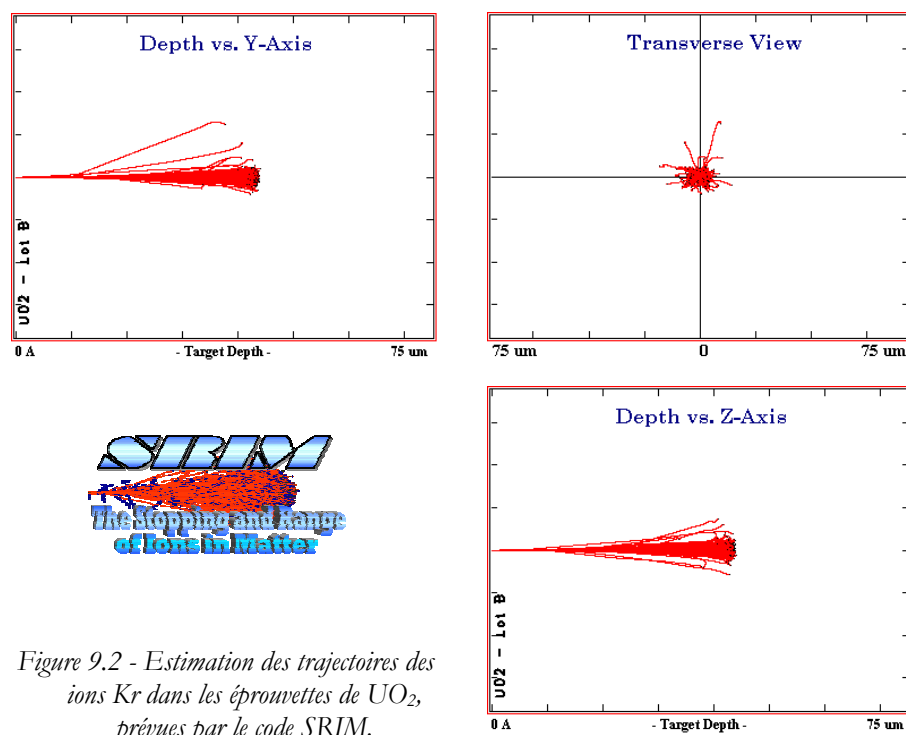 Depth vs. Y-Axis
UO2 - Lot B
0 A - Target Depth - 75 um
Transverse View
75 um 0 75 um
SRIM
The Stopping and Range
of Ions in Matter
Depth vs. Z-Axis
UO2 - Lot B
0 A - Target Depth - 75 um
Figure 9.2 - Estimation des trajectoires des
ions Kr dans les éprouvettes de UO₂,
prévues par le code SRIM.